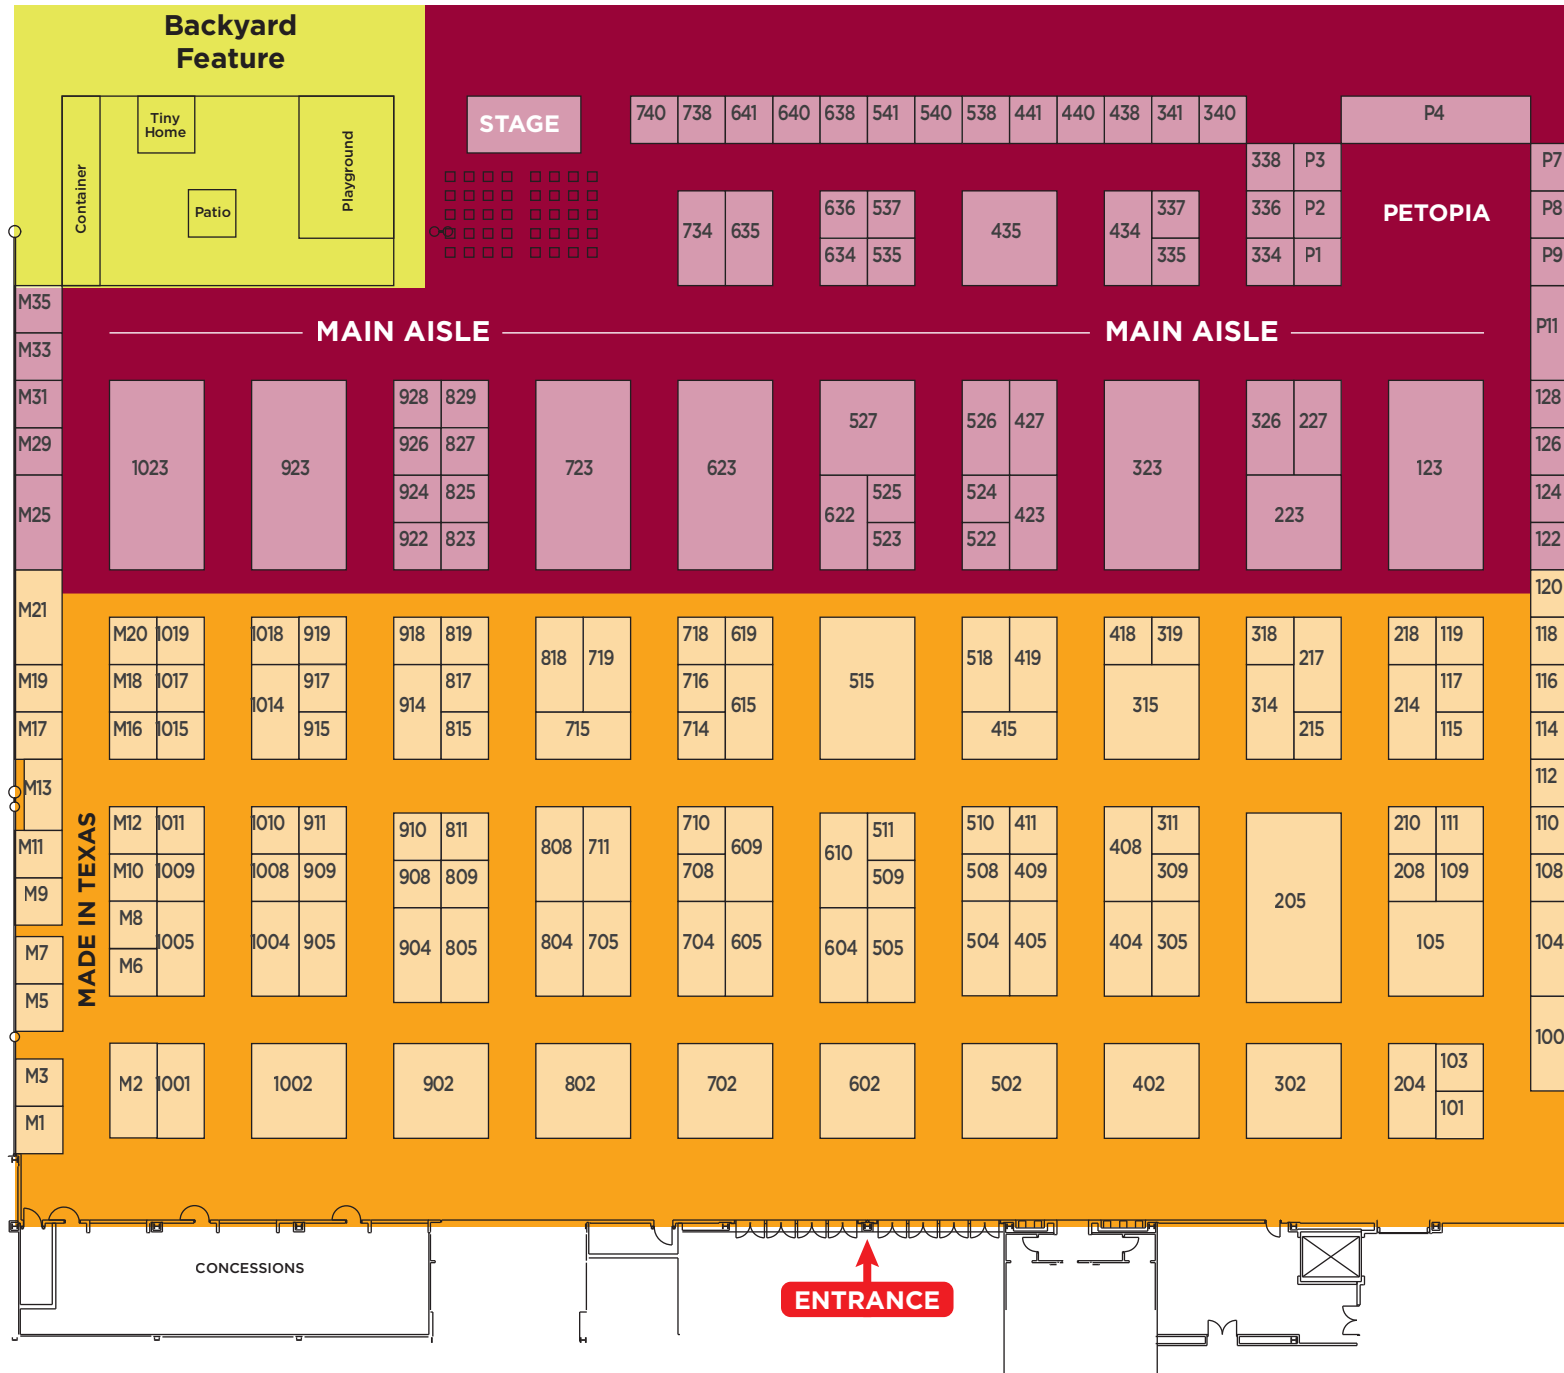 Backyard
Feature
Tiny
Home
Container
Playground
Patio
STAGE
740 738 641 640 638 541 540 538 441 440 438 341 340
P4
338 P3
P7
734 635
636 537
435
434 337
336 P2
PETOPIA
P8
634 535
335
334 P1
P9
M35
MAIN AISLE
MAIN AISLE
P11
M33
M31
928 829
527
526 427
326 227
128
M29
926 827
126
1023
923
723
623
323
123
M25
924 825
622 525
524 423
223
124
922 823
523
522
122
M21
120
M20 1019
1018 919
918 819
818 719
718 619
515
518 419
418 319
318 217
218 119
118
M19
M18 1017
1014 917
914 817
716 615
315
314
214 117
116
M17
M16 1015
915
815
715
714
415
215
115
114
M13
112
MADE IN TEXAS
M11
M12 1011
1010 911
910 811
808 711
710 609
610 511
510 411
408 311
205
210 111
110
M9
M10 1009
1008 909
908 809
708
509
508 409
309
208 109
108
M8 1005
1004 905
904 805
804 705
704 605
604 505
504 405
404 305
105
104
M7
M6
M5
100
M3
M2 1001
1002
902
802
702
602
502
402
302
204 103
M1
101
CONCESSIONS
ENTRANCE